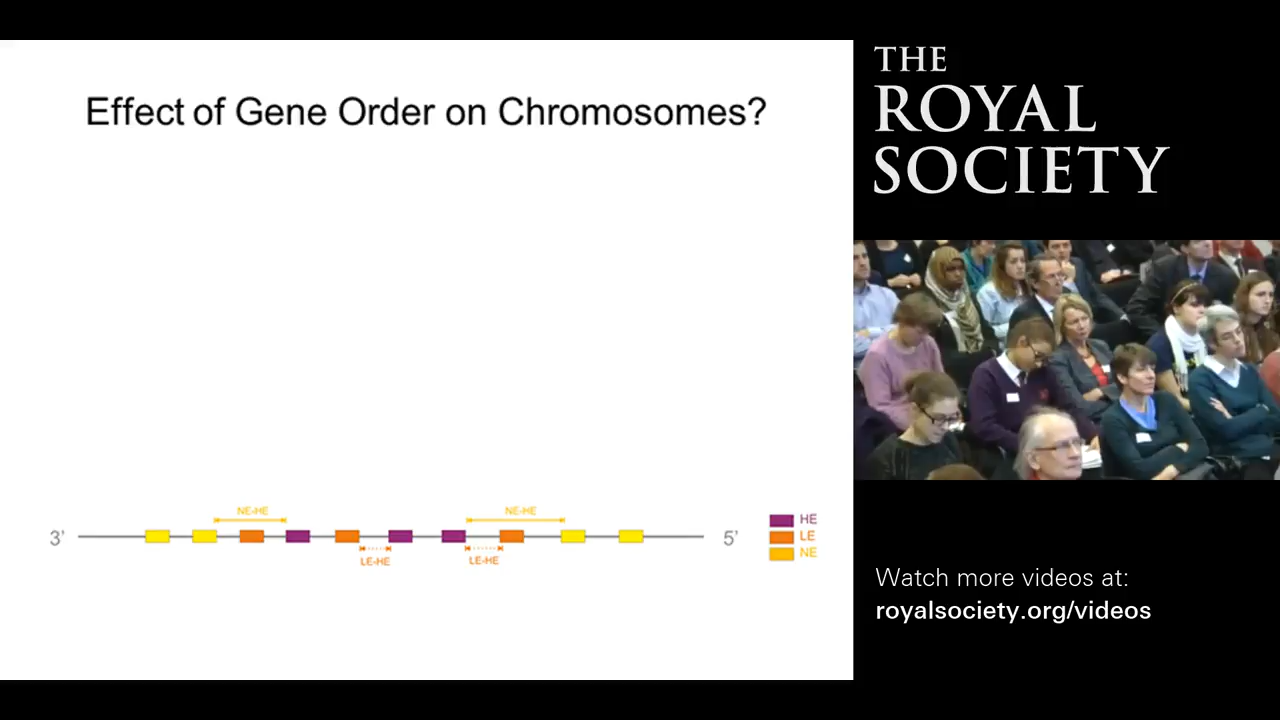 Effect of Gene Order on Chromosomes?
NE-HE
NE-HE
3’
5’
LE-HE
LE-HE
HE
LE
NE
THE
ROYAL
SOCIETY
Watch more videos at:
royalsociety.org/videos